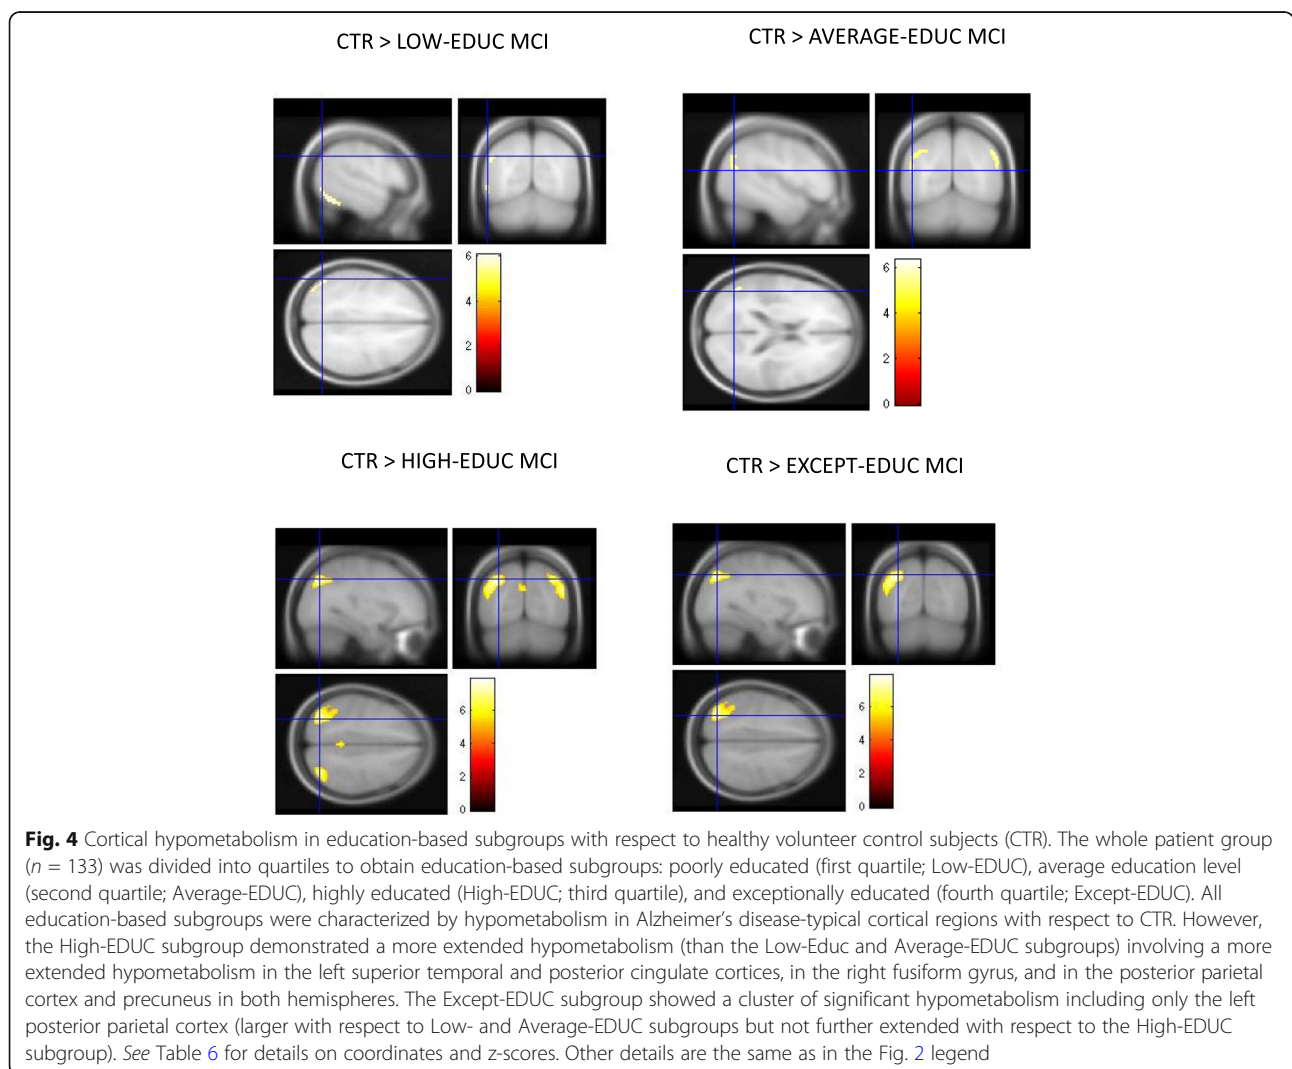 CTR > LOW-EDUC MCI
CTR > AVERAGE-EDUC MCI
6
4
2
0
6
4
2
0
CTR > HIGH-EDUC MCI
CTR > EXCEPT-EDUC MCI
6
4
2
0
6
4
2
0
Fig. 4 Cortical hypometabolism in education-based subgroups with respect to healthy volunteer control subjects (CTR). The whole patient group
(n = 133) was divided into quartiles to obtain education-based subgroups: poorly educated (first quartile; Low-EDUC), average education level
(second quartile; Average-EDUC), highly educated (High-EDUC; third quartile), and exceptionally educated (fourth quartile; Except-EDUC). All
education-based subgroups were characterized by hypometabolism in Alzheimer's disease-typical cortical regions with respect to CTR. However,
the High-EDUC subgroup demonstrated a more extended hypometabolism (than the Low-Educ and Average-EDUC subgroups) involving a more
extended hypometabolism in the left superior temporal and posterior cingulate cortices, in the right fusiform gyrus, and in the posterior parietal
cortex and precuneus in both hemispheres. The Except-EDUC subgroup showed a cluster of significant hypometabolism including only the left
posterior parietal cortex (larger with respect to Low- and Average-EDUC subgroups but not further extended with respect to the High-EDUC
subgroup). See Table 6 for details on coordinates and z-scores. Other details are the same as in the Fig. 2 legend